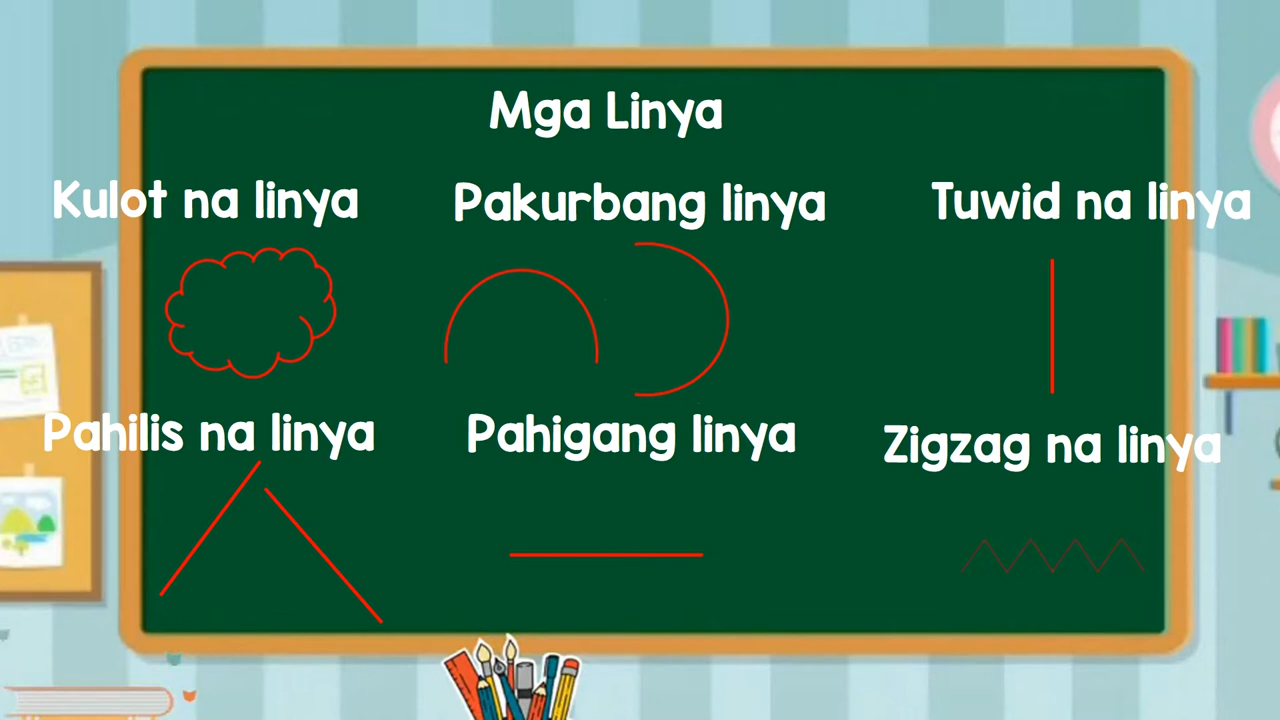 Mga Linya
Kulot na linya
Pakurbang linya
Tuwid na linya
Pahilis na linya
Pahigang linya
Zigzag na linya